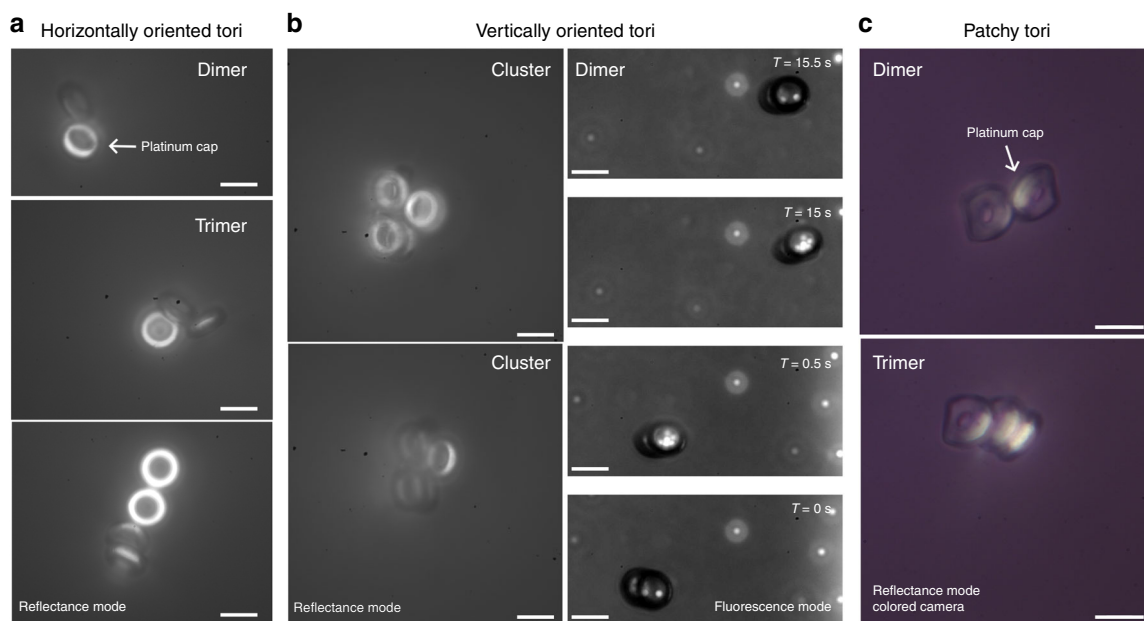 a Horizontally oriented tori
Dimer
Platinum cap
Trimer
Reflectance mode
b Vertically oriented tori
Cluster
Cluster
Reflectance mode
Dimer
T = 15.5 s
T = 15 s
T = 0.5 s
T = 0 s
Fluorescence mode
c Patchy tori
Dimer
Platinum cap
Trimer
Reflectance mode
colored camera